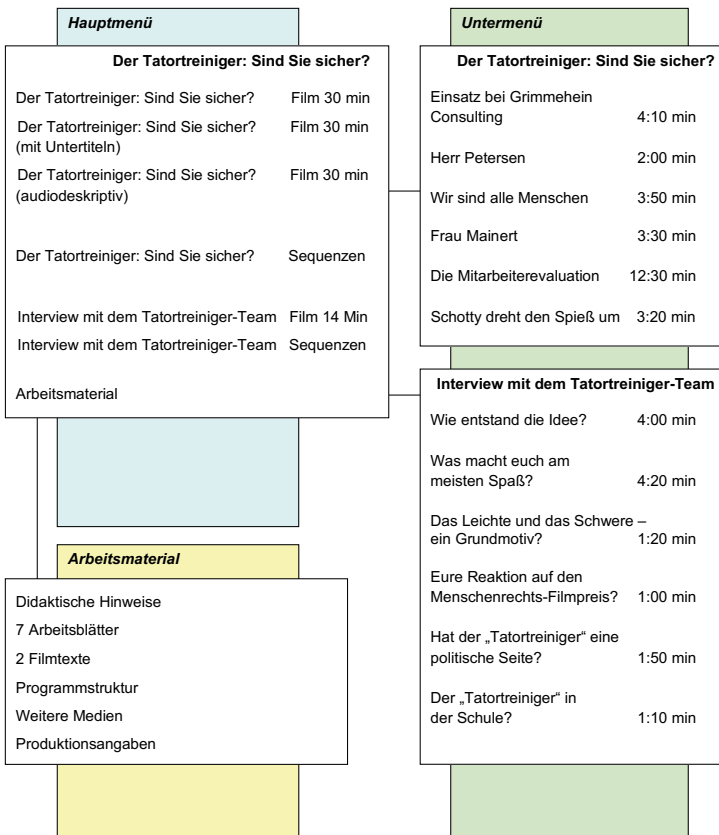 Hauptmenü
Der Tatortreiniger: Sind Sie sicher?
Der Tatortreiniger: Sind Sie sicher? Film 30 min
Der Tatortreiniger: Sind Sie sicher? Film 30 min
(mit Untertiteln)
Der Tatortreiniger: Sind Sie sicher? Film 30 min
(audiodeskriptiv)
Der Tatortreiniger: Sind Sie sicher? Sequenzen
Interview mit dem Tatortreiniger-Team Film 14 Min
Interview mit dem Tatortreiniger-Team Sequenzen
Arbeitsmaterial
Untermenü
Der Tatortreiniger: Sind Sie sicher?
Einsatz bei Grimmehein
Consulting 4:10 min
Herr Petersen 2:00 min
Wir sind alle Menschen 3:50 min
Frau Mainert 3:30 min
Die Mitarbeiterevaluation 12:30 min
Schotty dreht den Spieß um 3:20 min
Interview mit dem Tatortreiniger-Team
Wie entstand die Idee? 4:00 min
Was macht euch am
meisten Spaß? 4:20 min
Das Leichte und das Schwere –
ein Grundmotiv? 1:20 min
Eure Reaktion auf den
Menschenrechts-Filmpreis? 1:00 min
Hat der „Tatortreiniger“ eine
politische Seite? 1:50 min
Der „Tatortreiniger“ in
der Schule? 1:10 min
Arbeitsmaterial
Didaktische Hinweise
7 Arbeitsblätter
2 Filmtexte
Programmstruktur
Weitere Medien
Produktionsangaben